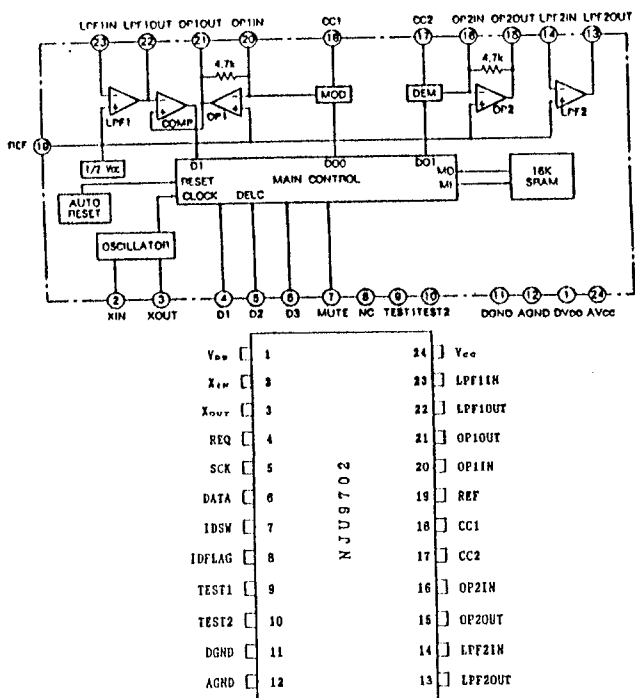 LPF1IN LPF1OUT OP1OUT OP1IN CC1 CC2 OP2IN OP2OUT LPF2IN LPF2OUT
23 22 21 20 18 17 16 15 14 13
4.7k 4.7k
MOD DEM
LPF1 COMP OP1 OP2 LPF2
REF 19
1/2 Vcc
D1 DO0 DO1
RESET MAIN CONTROL MO
CLOCK DELC MI
16K
SRAM
AUTO
RESET
OSCILLATOR
2 3 4 5 6 7 8 9 10 11 12 1 24
XIN XOUT D1 D2 D3 MUTE NC TEST1 TEST2 DGND AGND DVDD AVCC
VDD 1 24 VCC
XIN 2 23 LPF1IN
XOUT 3 22 LPF1OUT
REQ 4 21 OP1OUT
SCK 5 20 OP1IN
DATA 6 19 REF
IDSW 7 18 CC1
IDFLAG 8 17 CC2
TEST1 9 16 OP2IN
TEST2 10 15 OP2OUT
DGND 11 14 LPF2IN
AGND 12 13 LPF2OUT
NJU9702